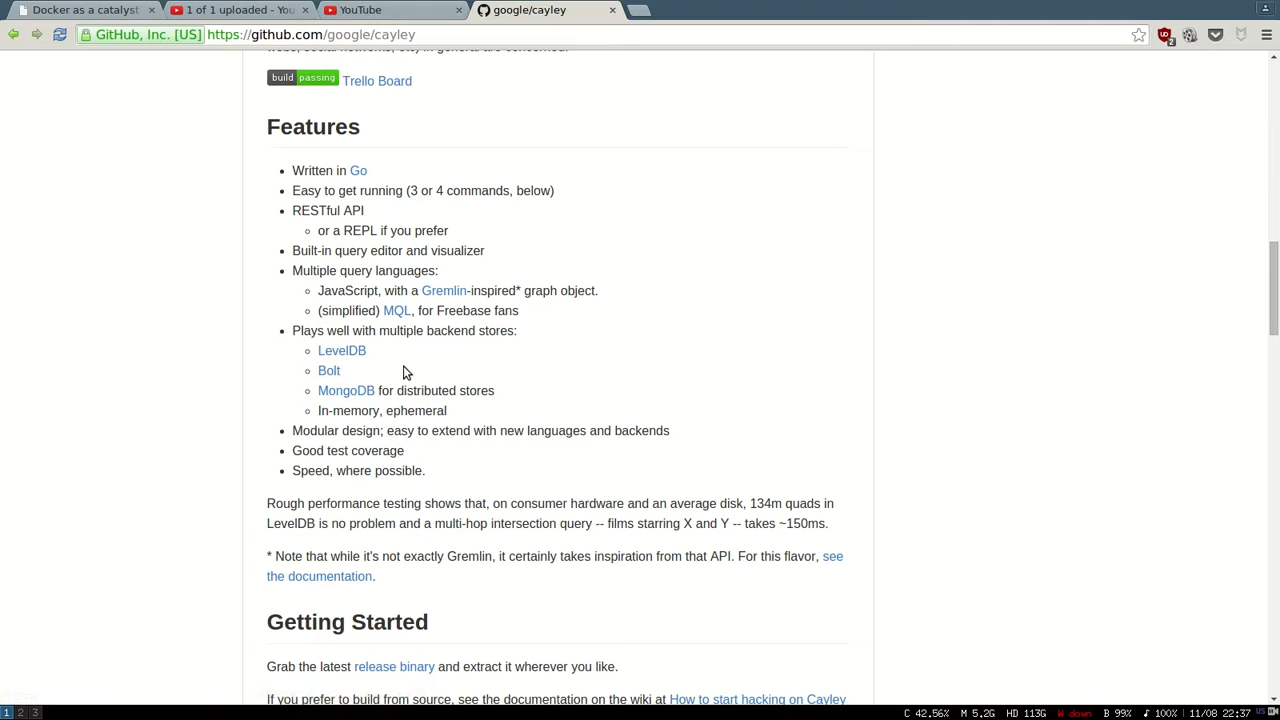 Docker as a catalyst
1 of 1 uploaded - You
YouTube
google/cayley
GitHub, Inc. [US] https://github.com/google/cayley
2
build passing Trello Board
Features
Written in Go
Easy to get running (3 or 4 commands, below)
RESTful API
or a REPL if you prefer
Built-in query editor and visualizer
Multiple query languages:
JavaScript, with a Gremlin-inspired* graph object.
(simplified) MQL, for Freebase fans
Plays well with multiple backend stores:
LevelDB
Bolt
MongoDB for distributed stores
In-memory, ephemeral
Modular design; easy to extend with new languages and backends
Good test coverage
Speed, where possible.
Rough performance testing shows that, on consumer hardware and an average disk, 134m quads in
LevelDB is no problem and a multi-hop intersection query -- films starring X and Y -- takes ~150ms.
* Note that while it's not exactly Gremlin, it certainly takes inspiration from that API. For this flavor, see
the documentation.
Getting Started
Grab the latest release binary and extract it wherever you like.
If you prefer to build from source, see the documentation on the wiki at How to start hacking on Cayley
1 2 3 C 42.56% M 5.2G HD 113G W down B 99% ♪ 100% 11/08 22:37 us